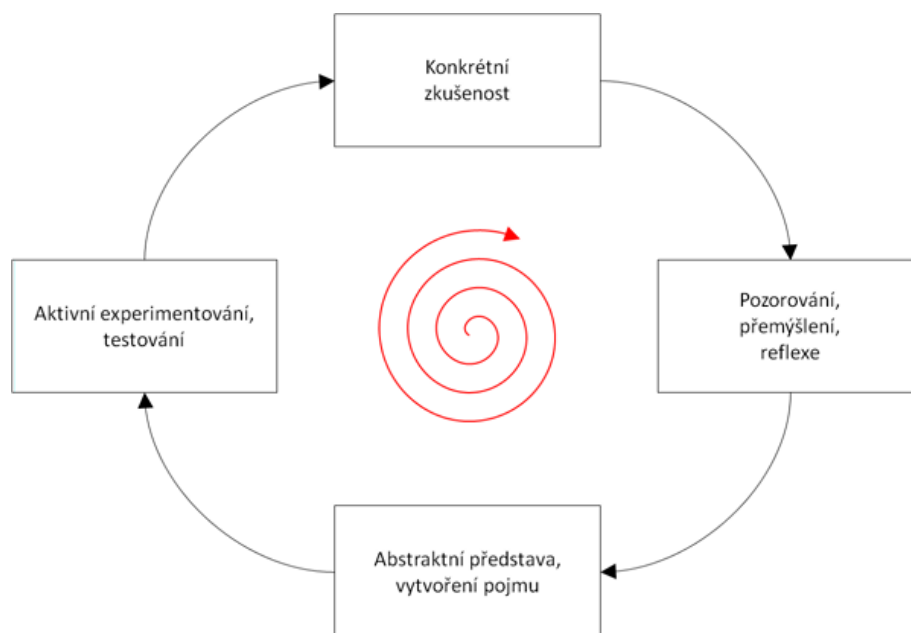 Konkrétní
zkušenost
Aktivní experimentování,
testování
Pozorování,
přemýšlení,
reflexe
Abstraktní představa,
vytvoření pojmu